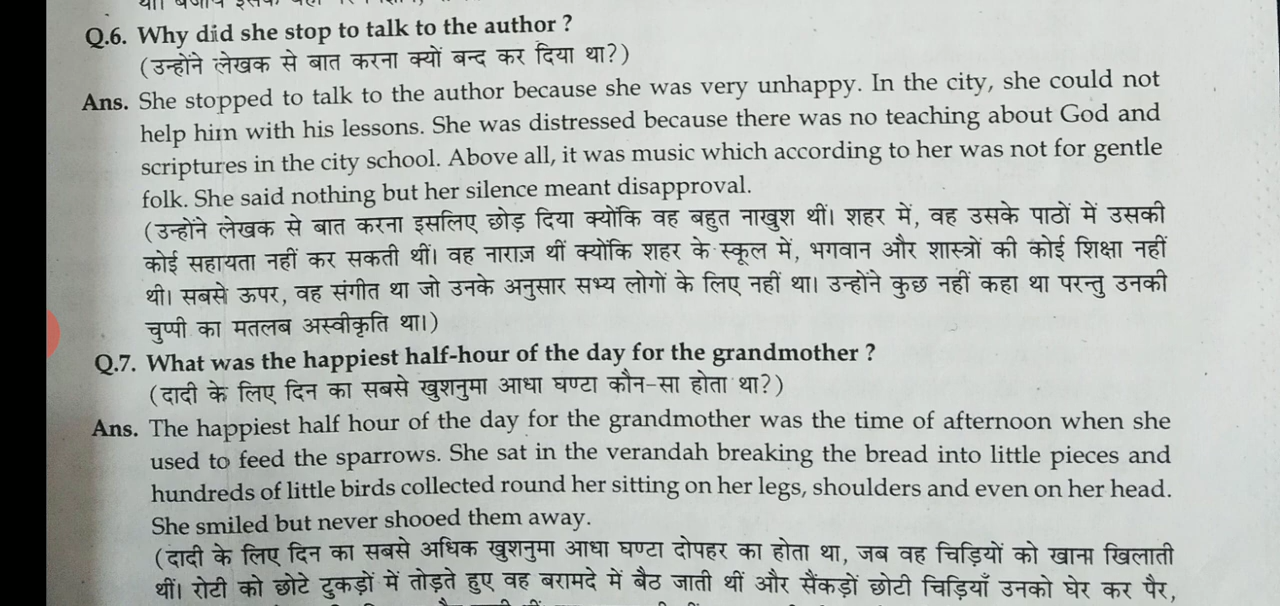 Q.6. Why did she stop to talk to the author ?
(उन्होंने लेखक से बात करना क्यों बन्द कर दिया था?)
Ans. She stopped to talk to the author because she was very unhappy. In the city, she could not
help him with his lessons. She was distressed because there was no teaching about God and
scriptures in the city school. Above all, it was music which according to her was not for gentle
folk. She said nothing but her silence meant disapproval.
(उन्होंने लेखक से बात करना इसलिए छोड़ दिया क्योंकि वह बहुत नाखुश थीं। शहर में, वह उसके पाठों में उसकी
कोई सहायता नहीं कर सकती थीं। वह नाराज़ थीं क्योंकि शहर के स्कूल में, भगवान और शास्त्रों की कोई शिक्षा नहीं
थी। सबसे ऊपर, वह संगीत था जो उनके अनुसार सभ्य लोगों के लिए नहीं था। उन्होंने कुछ नहीं कहा था परन्तु उनकी
चुप्पी का मतलब अस्वीकृति था।)
Q.7. What was the happiest half-hour of the day for the grandmother ?
(दादी के लिए दिन का सबसे खुशनुमा आधा घण्टा कौन-सा होता था?)
Ans. The happiest half hour of the day for the grandmother was the time of afternoon when she
used to feed the sparrows. She sat in the verandah breaking the bread into little pieces and
hundreds of little birds collected round her sitting on her legs, shoulders and even on her head.
She smiled but never shooed them away.
(दादी के लिए दिन का सबसे अधिक खुशनुमा आधा घण्टा दोपहर का होता था, जब वह चिड़ियों को खाना खिलाती
थीं। रोटी को छोटे टुकड़ों में तोड़ते हुए वह बरामदे में बैठ जाती थीं और सैंकड़ों छोटी चिड़ियाँ उनको घेर कर पैर,